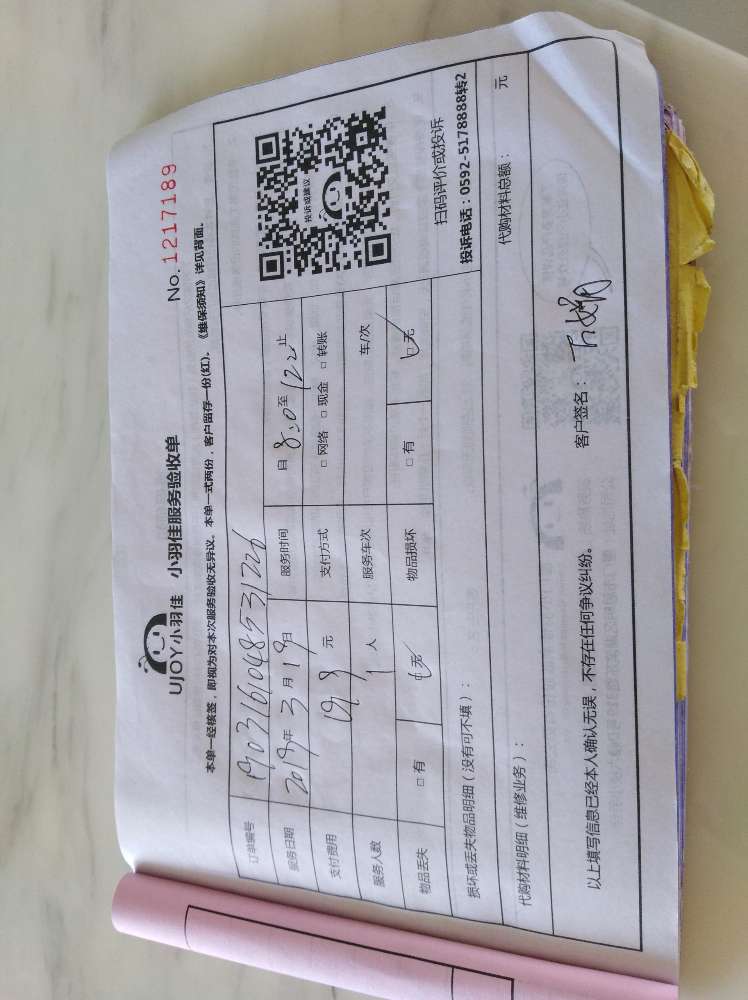 UJOY小羽佳 小羽佳服务验收单
No. 1217189
本单一经核签，即视为对本次服务验收无异议。本单一式两份，客户留存一份(红)。《维保须知》详见背面。
订单编号
服务日期 2019年 3月 19日 服务时间 自 8:0 至 12 止
支付费用 元 支付方式 □ 网络 □ 现金 □ 转账
服务人数 1 人 服务车次 车/次
物品丢失 □ 有 □ 无 物品损坏 □ 有 □ 无
投诉或建议
扫码评价或投诉
投诉电话：0592-5178888转2
损坏或丢失物品明细（没有可不填）：
代购材料明细（维修业务）： 代购材料总额： 元
以上填写信息已经本人确认无误，不存在任何争议纠纷。 客户签名：